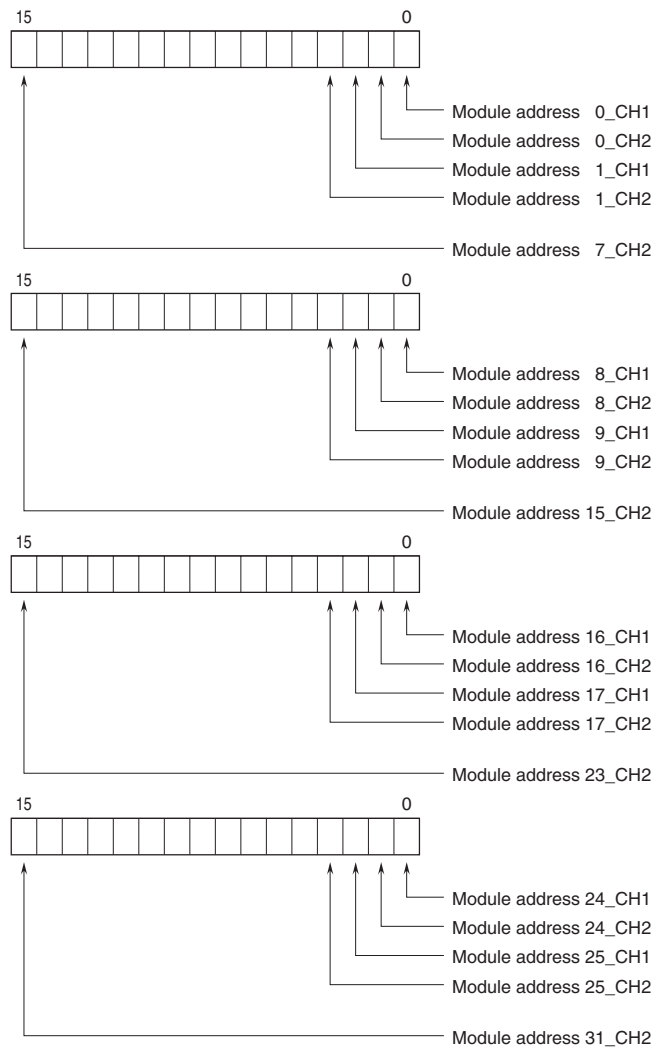 15 0
Module address 0_CH1
Module address 0_CH2
Module address 1_CH1
Module address 1_CH2
Module address 7_CH2
15 0
Module address 8_CH1
Module address 8_CH2
Module address 9_CH1
Module address 9_CH2
Module address 15_CH2
15 0
Module address 16_CH1
Module address 16_CH2
Module address 17_CH1
Module address 17_CH2
Module address 23_CH2
15 0
Module address 24_CH1
Module address 24_CH2
Module address 25_CH1
Module address 25_CH2
Module address 31_CH2